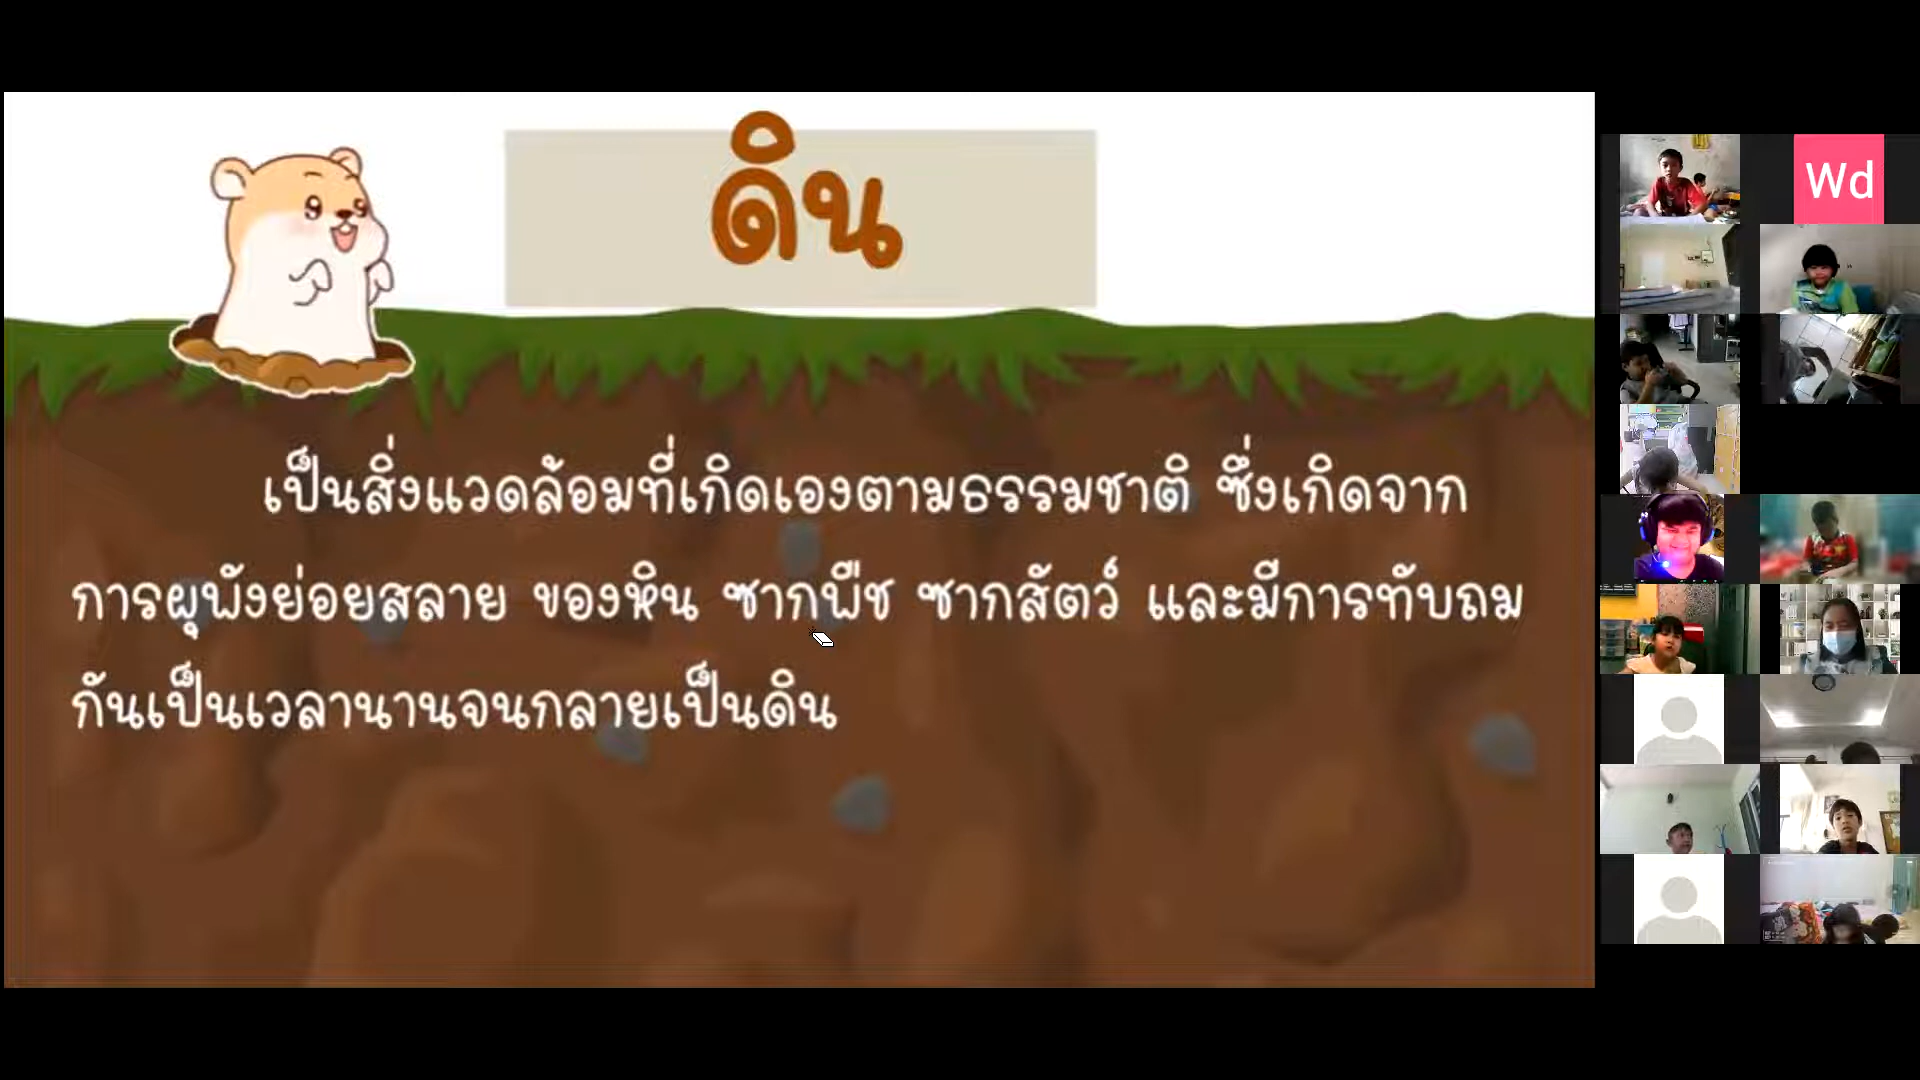 ดิน
เป็นสิ่งแวดล้อมที่เกิดเองตามธรรมชาติ ซึ่งเกิดจาก
การผุพังย่อยสลาย ของหิน ซากพืช ซากสัตว์ และมีการทับถม
กันเป็นเวลานานจนกลายเป็นดิน
Wd